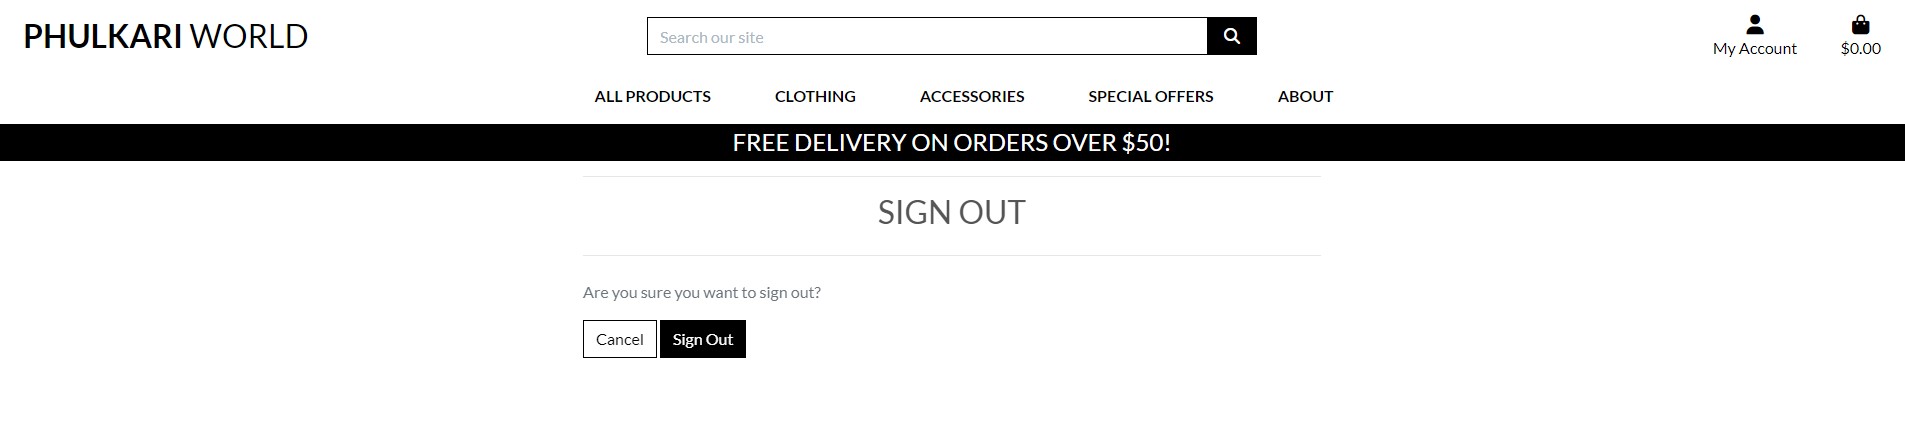 PHULKARI WORLD
Search our site
My Account
$0.00
ALL PRODUCTS
CLOTHING
ACCESSORIES
SPECIAL OFFERS
ABOUT
FREE DELIVERY ON ORDERS OVER $50!
SIGN OUT
Are you sure you want to sign out?
Cancel
Sign Out